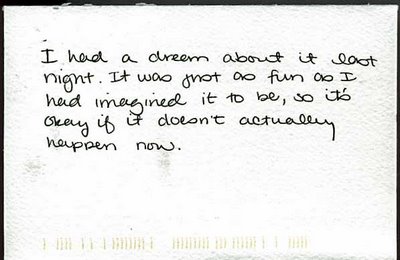 I had a dream about it last
night. It was just as fun as I
had imagined it to be, so it's
okay if it doesn't actually
happen now.